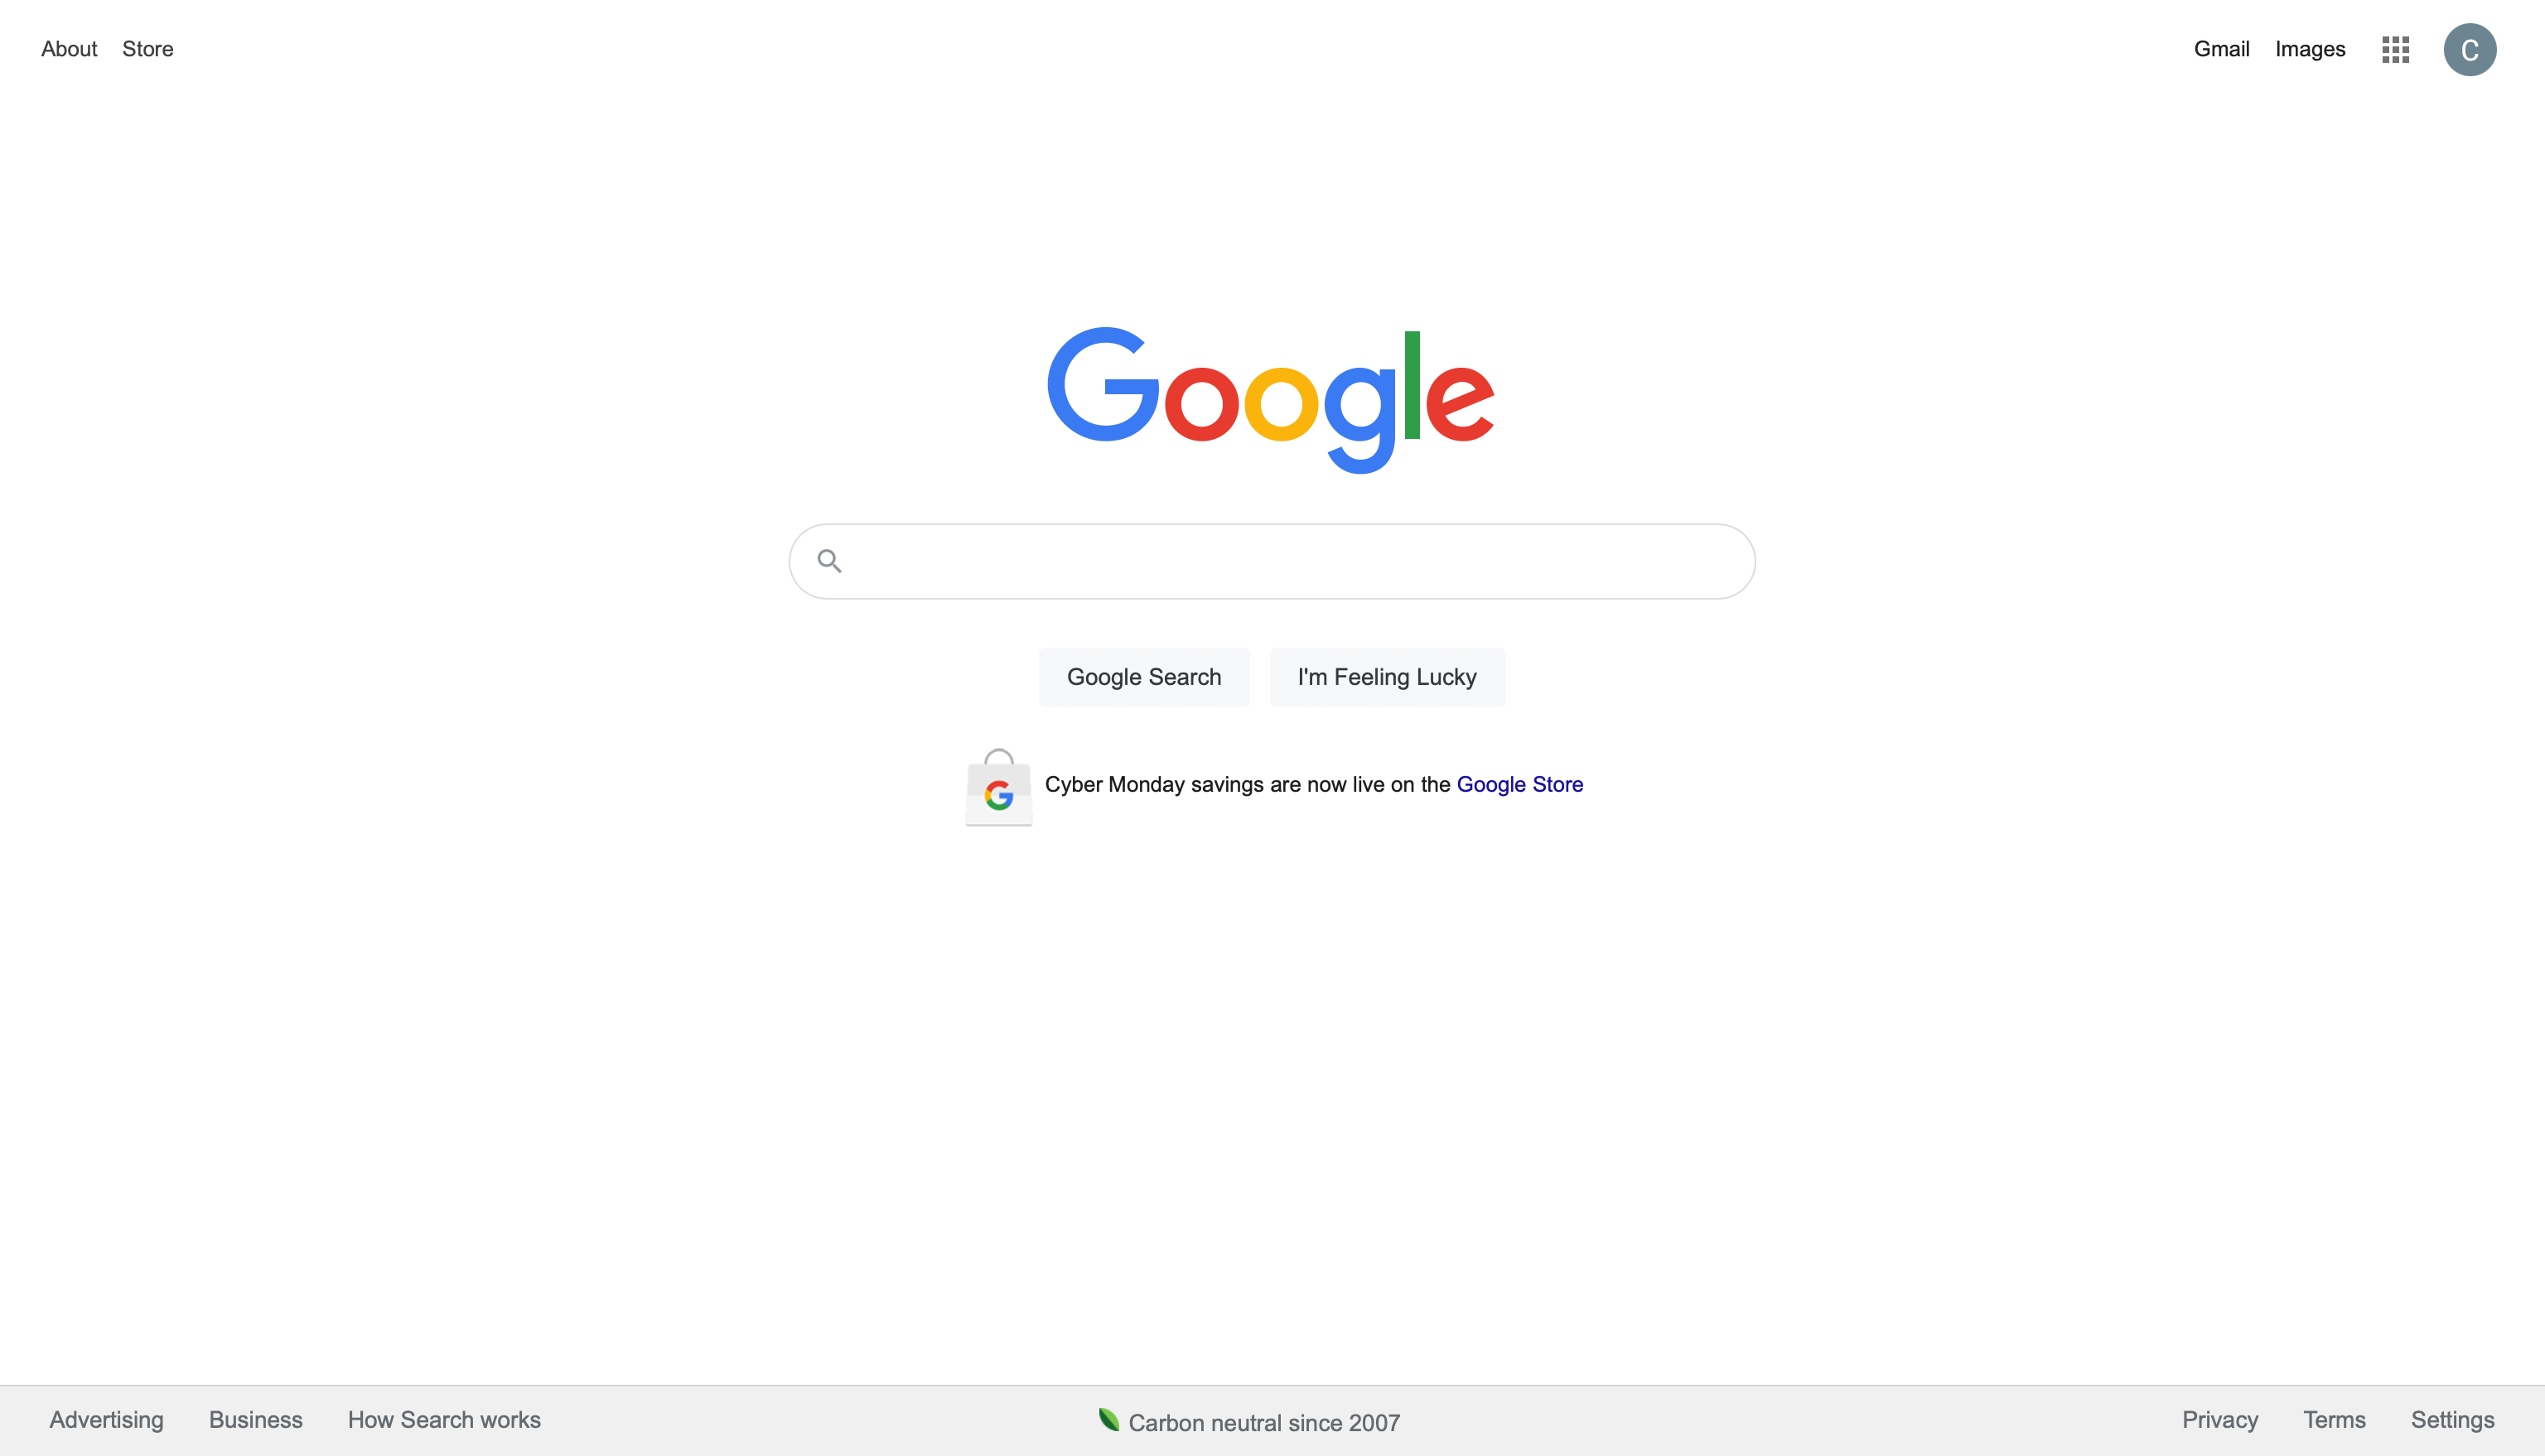 About Store
Gmail Images C
Google
Google Search I'm Feeling Lucky
G Cyber Monday savings are now live on the Google Store
Advertising Business How Search works
Carbon neutral since 2007
Privacy Terms Settings